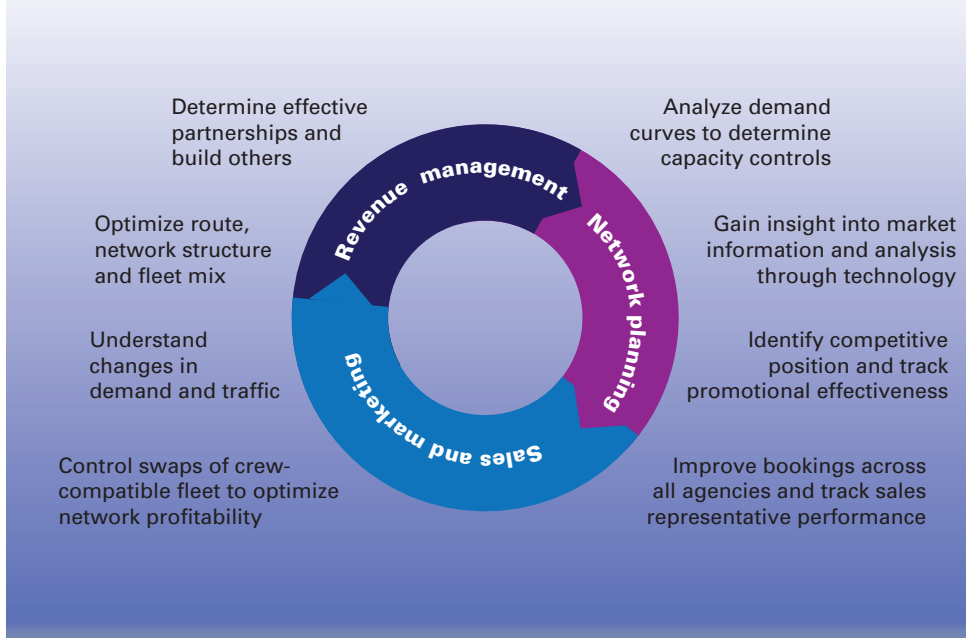 Determine effective
partnerships and
build others
Analyze demand
curves to determine
capacity controls
Revenue management
Network planning
Sales and marketing
Optimize route,
network structure
and fleet mix
Gain insight into market
information and analysis
through technology
Understand
changes in
demand and traffic
Identify competitive
position and track
promotional effectiveness
Control swaps of crew-
compatible fleet to optimize
network profitability
Improve bookings across
all agencies and track sales
representative performance